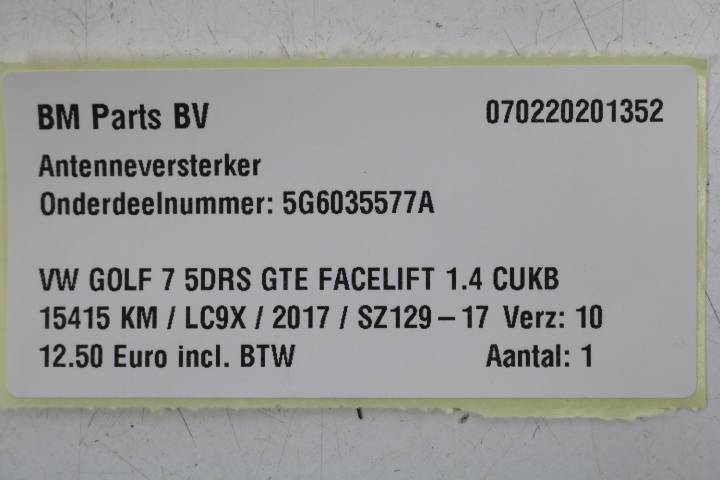 BM Parts BV 070220201352
Antenneversterker
Onderdeelnummer: 5G6035577A
VW GOLF 7 5DRS GTE FACELIFT 1.4 CUKB
15415 KM / LC9X / 2017 / SZ129-17 Verz: 10
12.50 Euro incl. BTW Aantal: 1